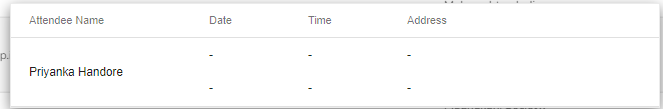 Attendee Name Date Time Address
- - -
Priyanka Handore
- - -
p.